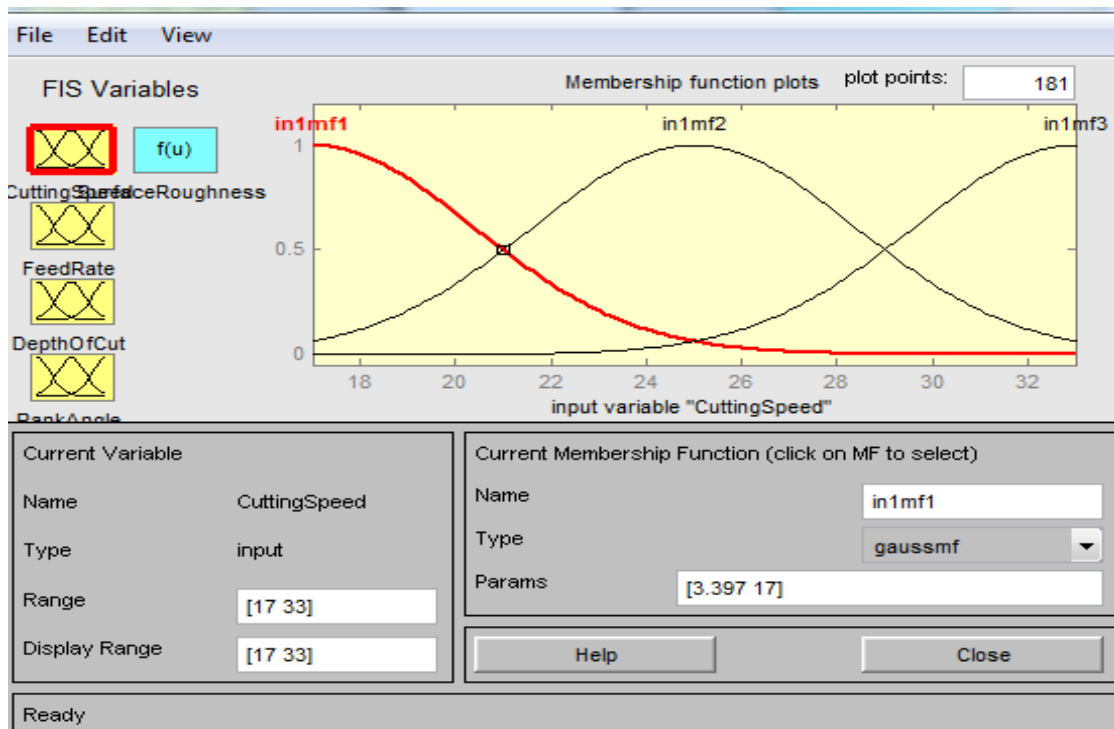 File Edit View
FIS Variables
Membership function plots plot points: 181
f(u)
in1mf1 in1mf2 in1mf3
1
0.5
0
18 20 22 24 26 28 30 32
input variable "CuttingSpeed"
CuttingSpeed SurfaceRoughness
FeedRate
DepthOfCut
RankAngle
Current Variable
Name CuttingSpeed
Type input
Range [17 33]
Display Range [17 33]
Current Membership Function (click on MF to select)
Name in1mf1
Type gaussmf
Params [3.397 17]
Help Close
Ready